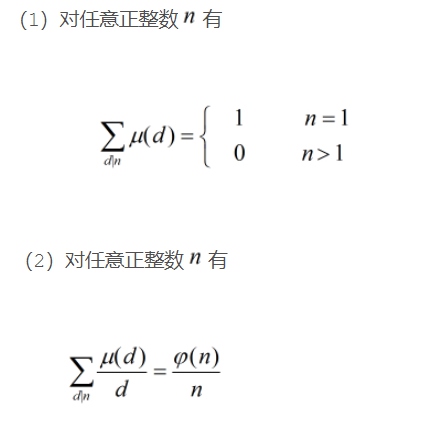 (1) 对任意正整数 n 有
∑_{d|n} μ(d) = { 1 n=1
0 n>1
(2) 对任意正整数 n 有
∑_{d|n} μ(d)/d = φ(n)/n